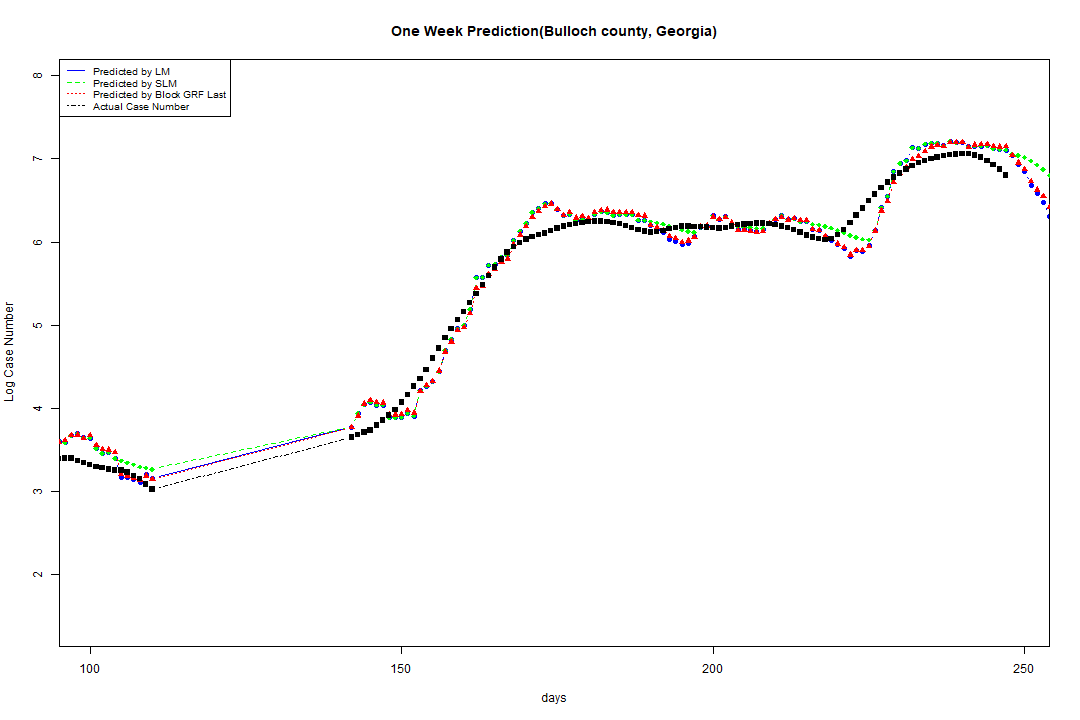 One Week Prediction(Bulloch county, Georgia)
Predicted by LM
Predicted by SLM
Predicted by Block GRF Last
Actual Case Number
8
7
6
5
4
3
2
Log Case Number
100 150 200 250
days